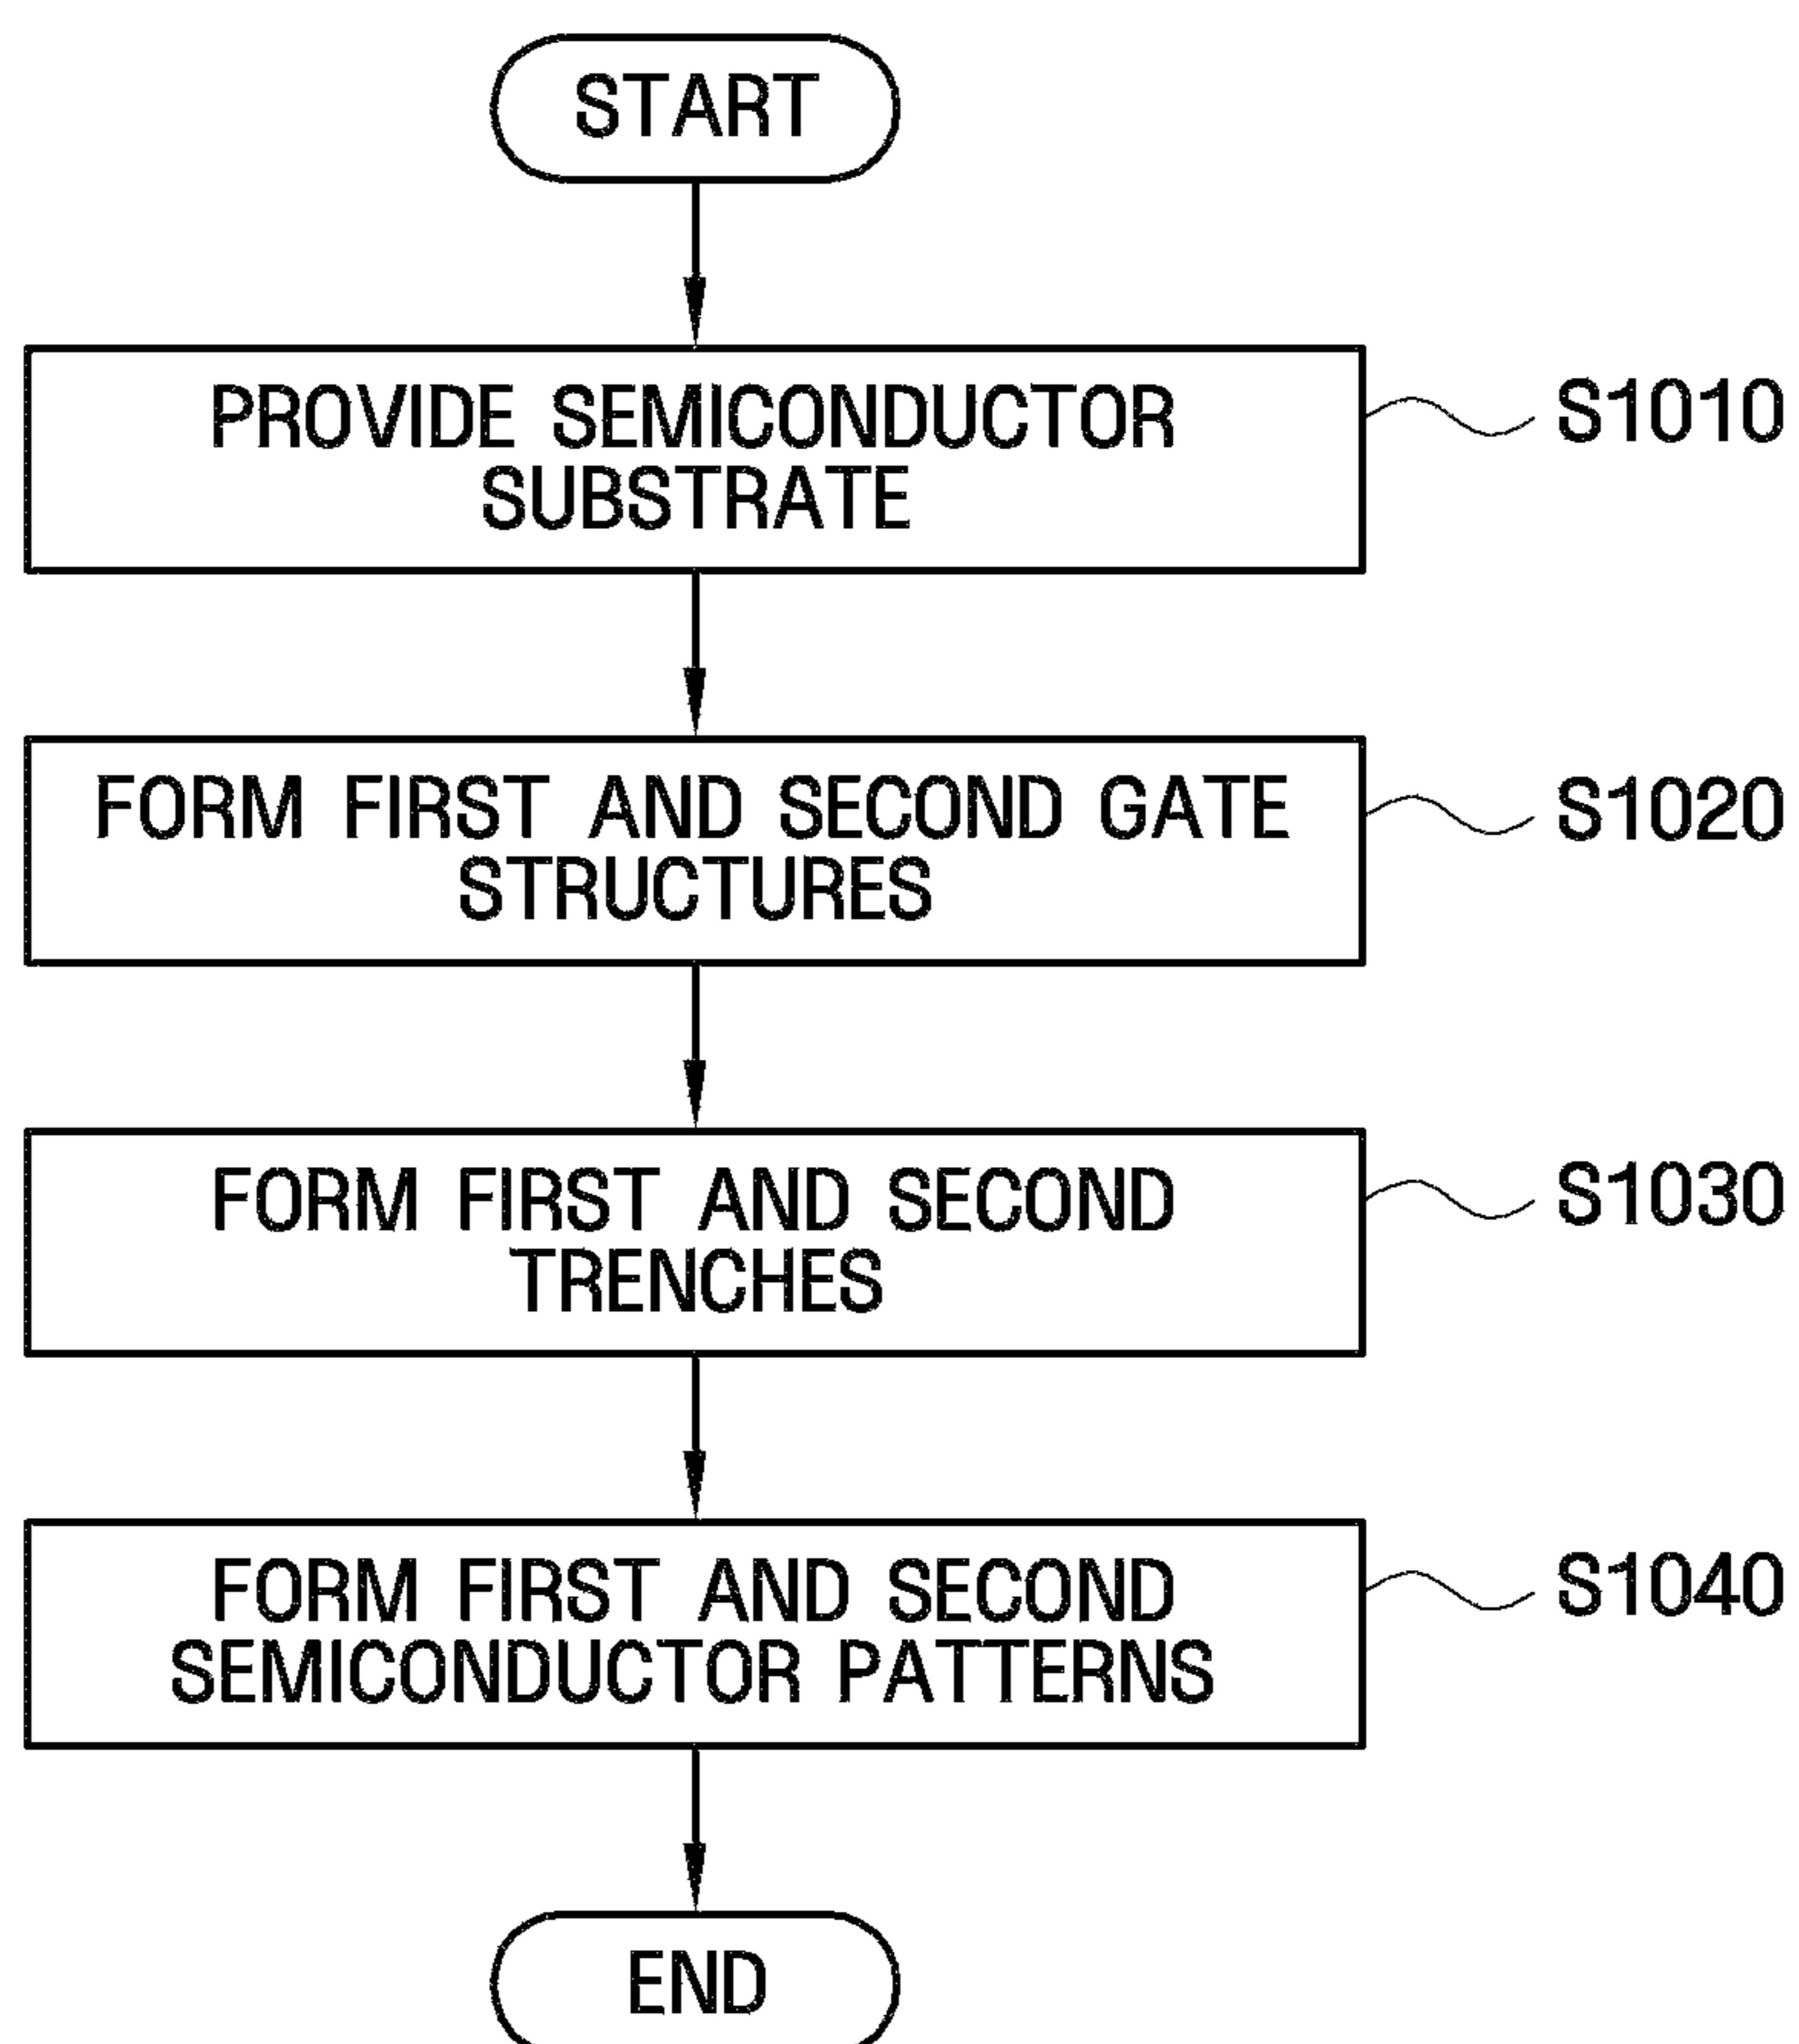 START
PROVIDE SEMICONDUCTOR
SUBSTRATE
S1010
FORM FIRST AND SECOND GATE
STRUCTURES
S1020
FORM FIRST AND SECOND
TRENCHES
S1030
FORM FIRST AND SECOND
SEMICONDUCTOR PATTERNS
S1040
END